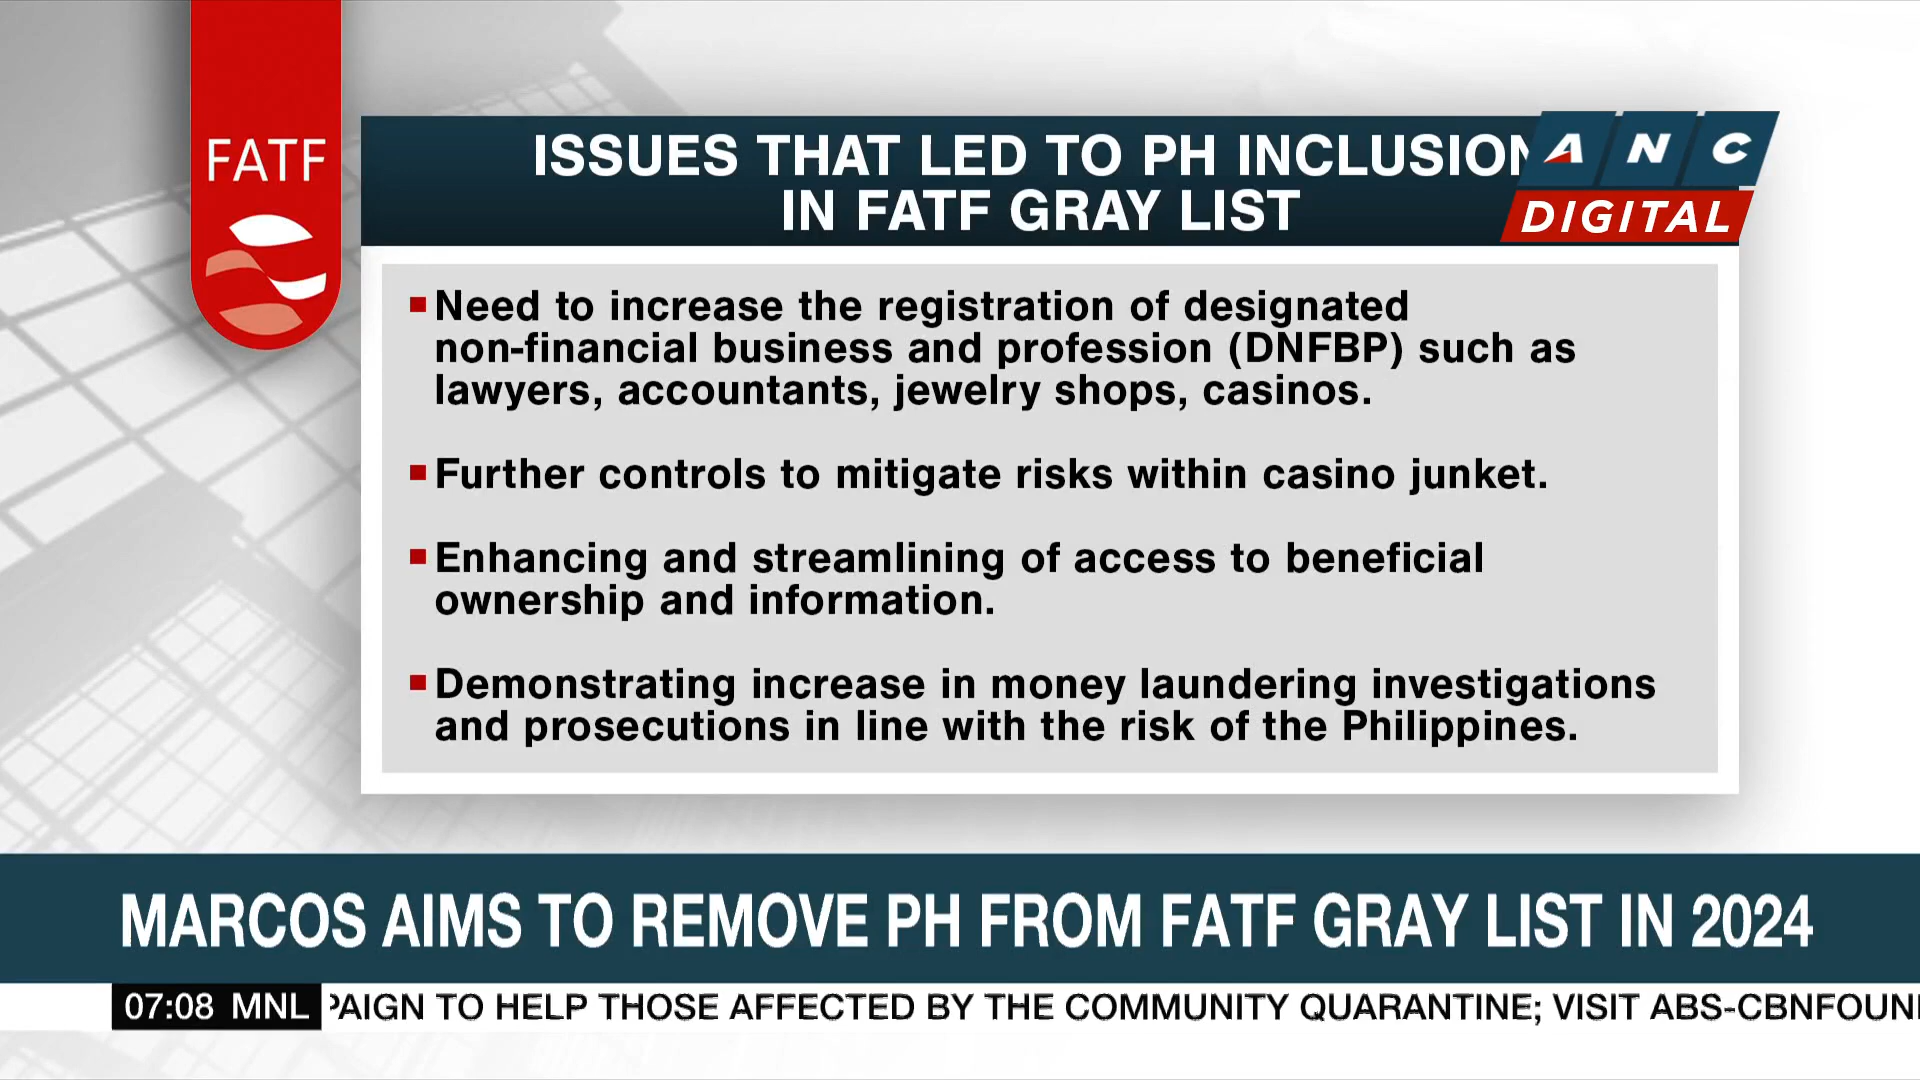 FATF
ISSUES THAT LED TO PH INCLUSION
IN FATF GRAY LIST
ANC
DIGITAL
Need to increase the registration of designated
non-financial business and profession (DNFBP) such as
lawyers, accountants, jewelry shops, casinos.
Further controls to mitigate risks within casino junket.
Enhancing and streamlining of access to beneficial
ownership and information.
Demonstrating increase in money laundering investigations
and prosecutions in line with the risk of the Philippines.
MARCOS AIMS TO REMOVE PH FROM FATF GRAY LIST IN 2024
07:08 MNL PAIGN TO HELP THOSE AFFECTED BY THE COMMUNITY QUARANTINE; VISIT ABS-CBNFOUN